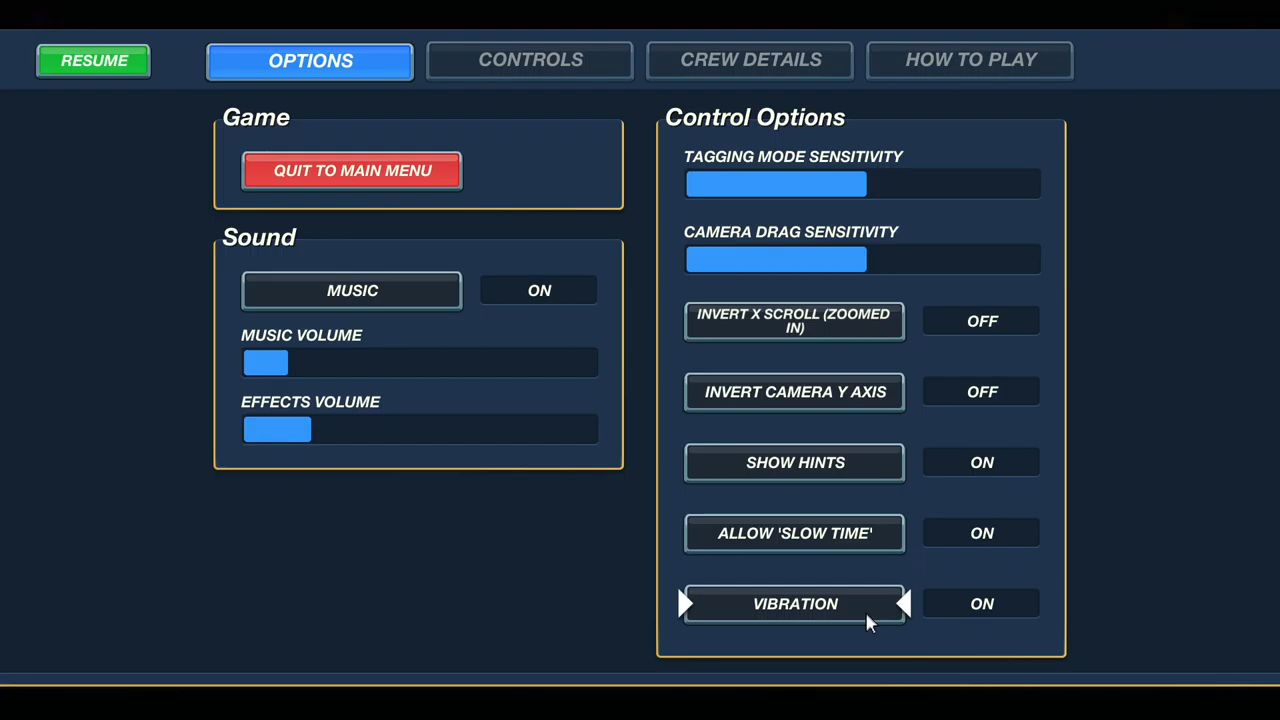 RESUME
OPTIONS
CONTROLS
CREW DETAILS
HOW TO PLAY
Game
QUIT TO MAIN MENU
Sound
MUSIC
ON
MUSIC VOLUME
EFFECTS VOLUME
Control Options
TAGGING MODE SENSITIVITY
CAMERA DRAG SENSITIVITY
INVERT X SCROLL (ZOOMED
IN)
OFF
INVERT CAMERA Y AXIS
OFF
SHOW HINTS
ON
ALLOW 'SLOW TIME'
ON
VIBRATION
ON